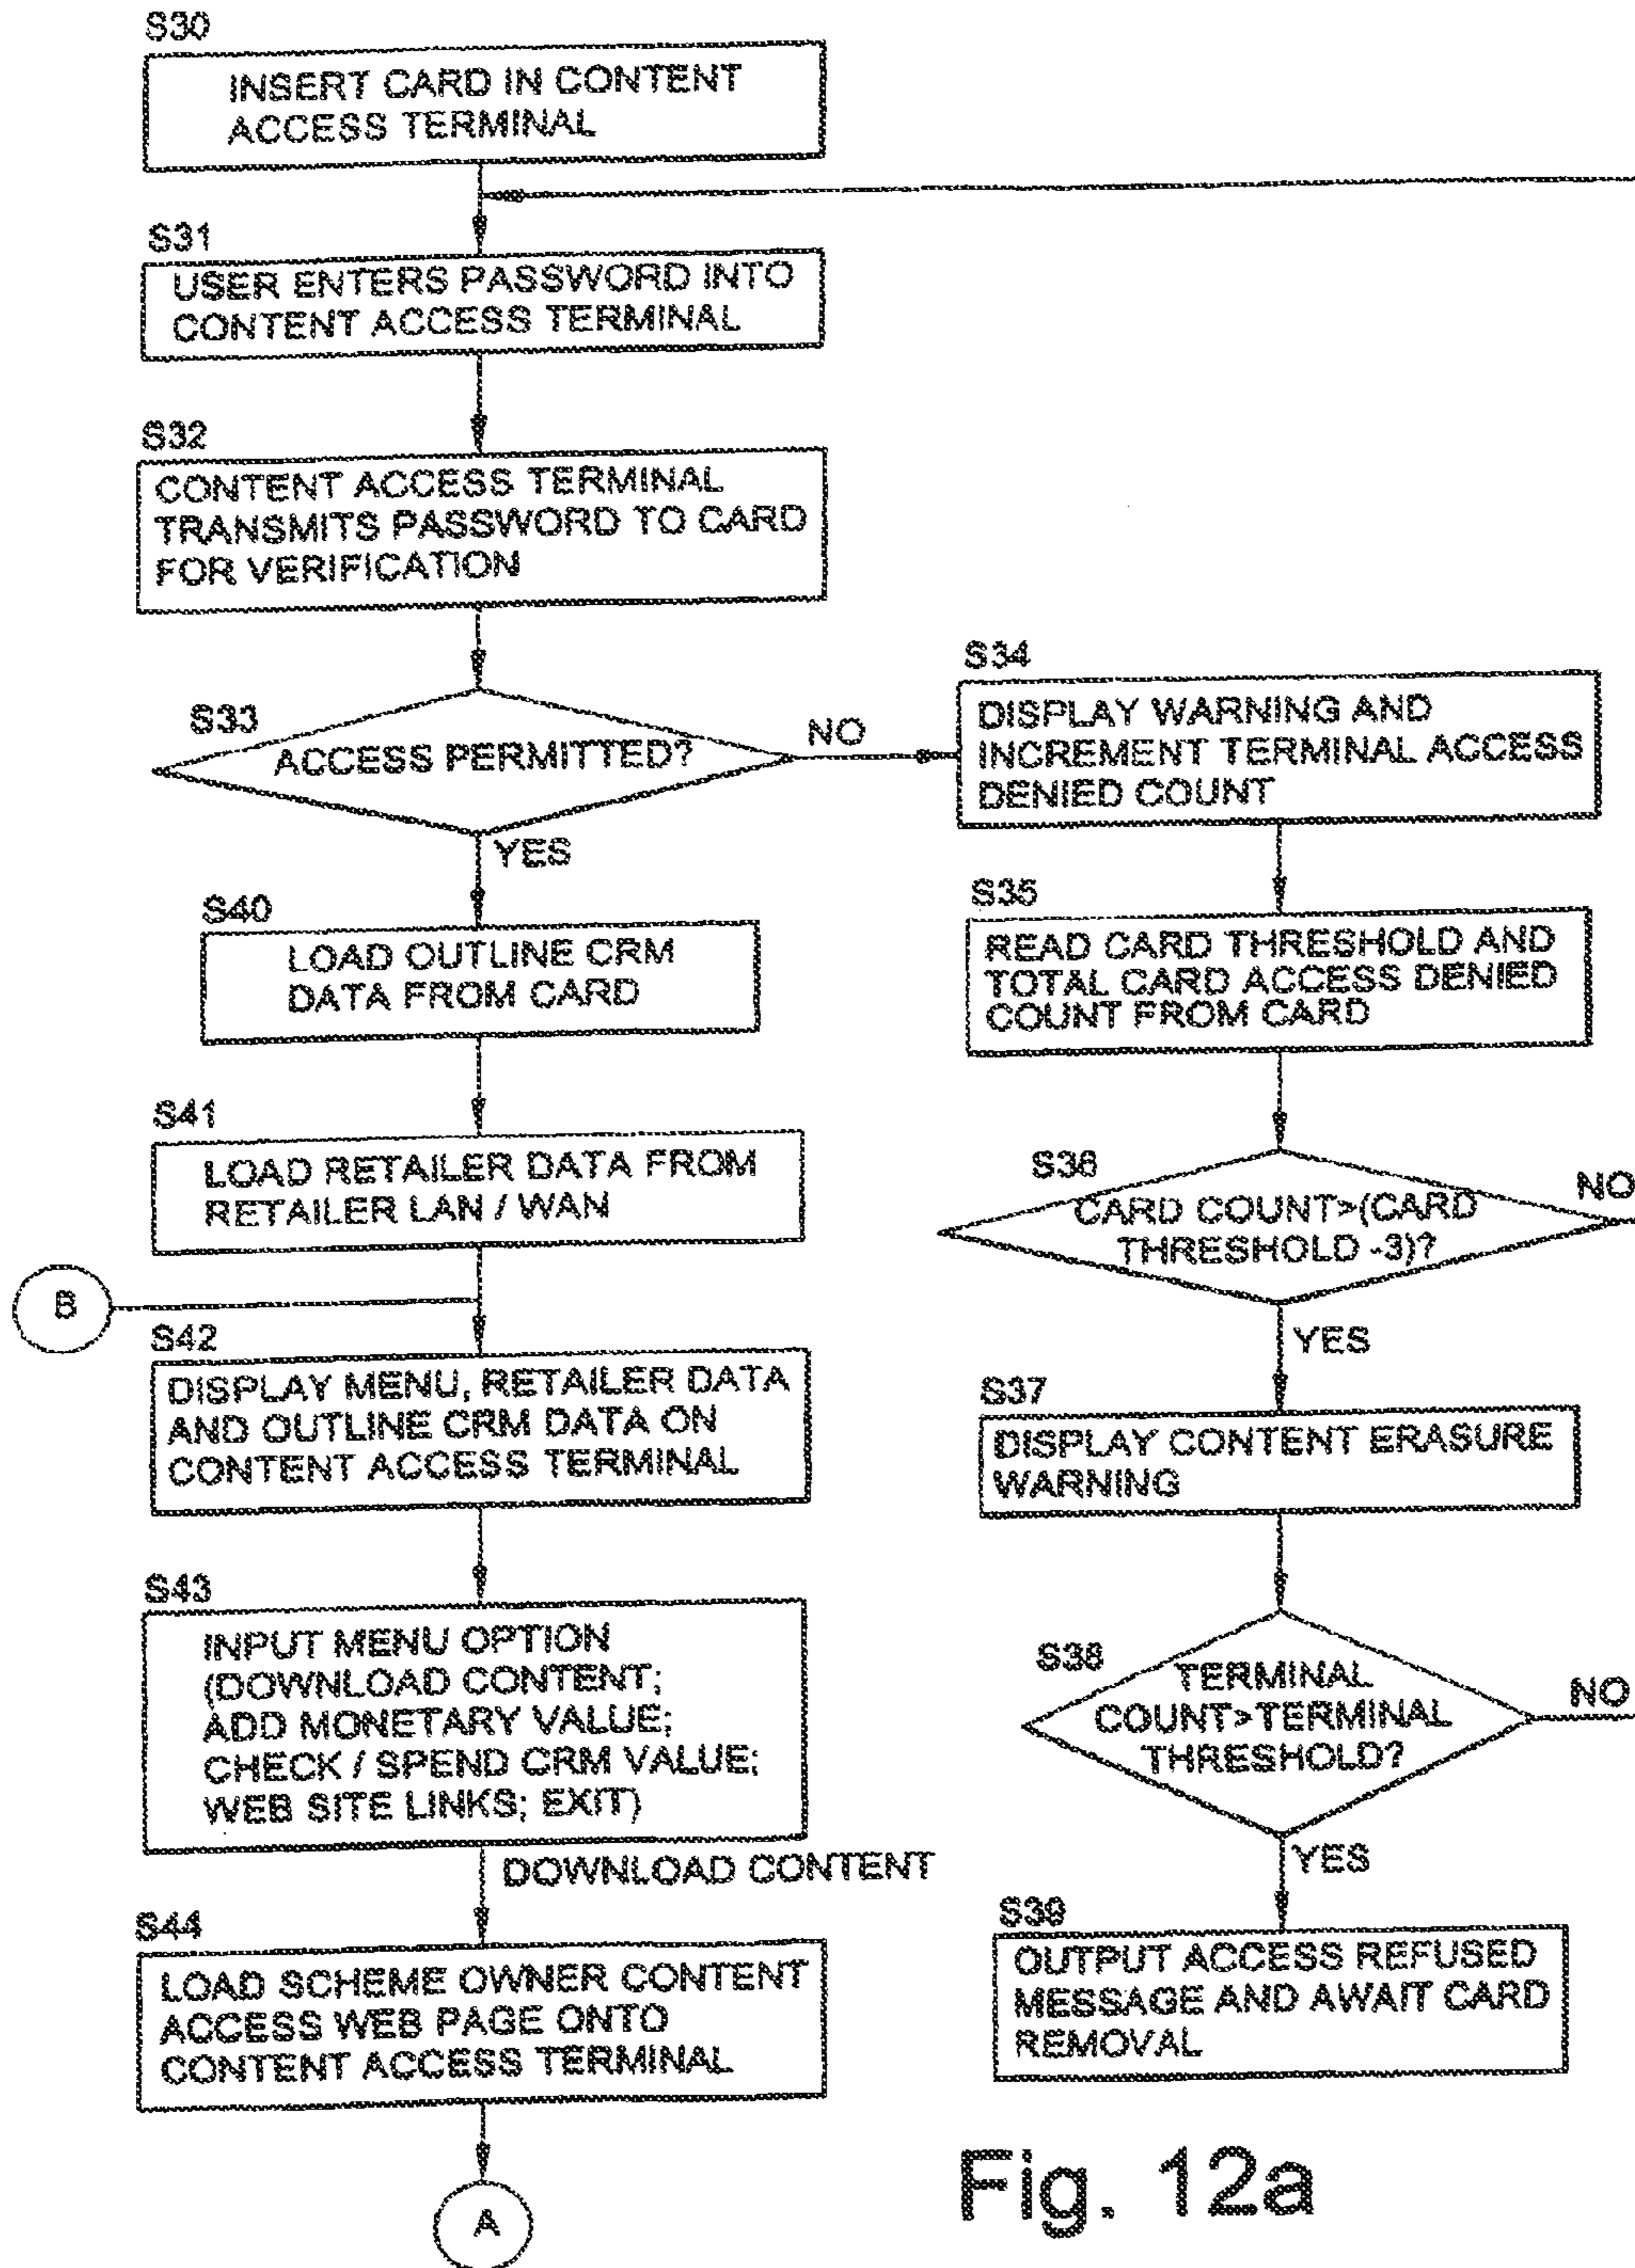 S30
INSERT CARD IN CONTENT
ACCESS TERMINAL
S31
USER ENTERS PASSWORD INTO
CONTENT ACCESS TERMINAL
S32
CONTENT ACCESS TERMINAL
TRANSMITS PASSWORD TO CARD
FOR VERIFICATION
S33
ACCESS PERMITTED?
NO
YES
S34
DISPLAY WARNING AND
INCREMENT TERMINAL ACCESS
DENIED COUNT
S35
READ CARD THRESHOLD AND
TOTAL CARD ACCESS DENIED
COUNT FROM CARD
S36
CARD COUNT>(CARD
THRESHOLD -3)?
NO
YES
S37
DISPLAY CONTENT ERASURE
WARNING
S38
TERMINAL
COUNT>TERMINAL
THRESHOLD?
NO
YES
S39
OUTPUT ACCESS REFUSED
MESSAGE AND AWAIT CARD
REMOVAL
S40
LOAD OUTLINE CRM
DATA FROM CARD
S41
LOAD RETAILER DATA FROM
RETAILER LAN / WAN
B
S42
DISPLAY MENU, RETAILER DATA
AND OUTLINE CRM DATA ON
CONTENT ACCESS TERMINAL
S43
INPUT MENU OPTION
(DOWNLOAD CONTENT;
ADD MONETARY VALUE;
CHECK / SPEND CRM VALUE;
WEB SITE LINKS; EXIT)
DOWNLOAD CONTENT
S44
LOAD SCHEME OWNER CONTENT
ACCESS WEB PAGE ONTO
CONTENT ACCESS TERMINAL
A
Fig. 12a